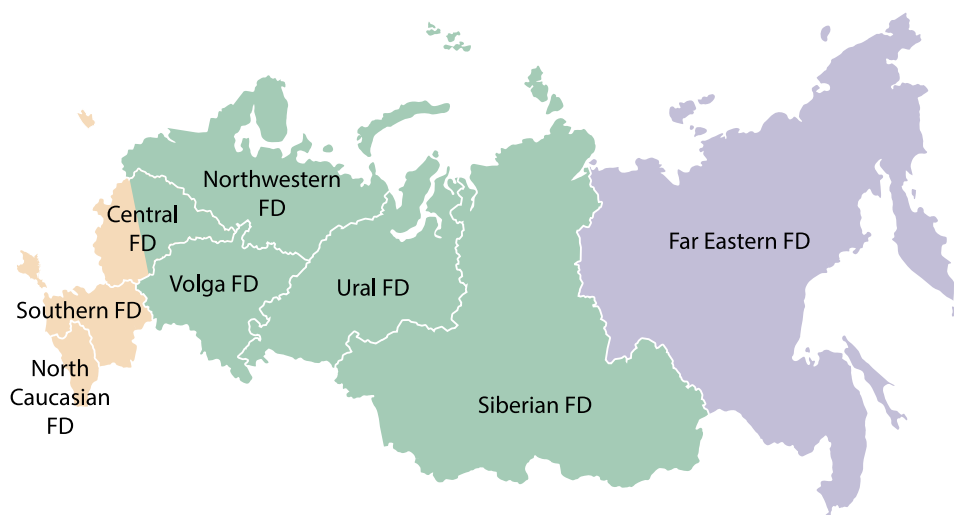 Northwestern
FD
Central
FD
Far Eastern FD
Volga FD
Ural FD
Southern FD
North
Caucasian
FD
Siberian FD